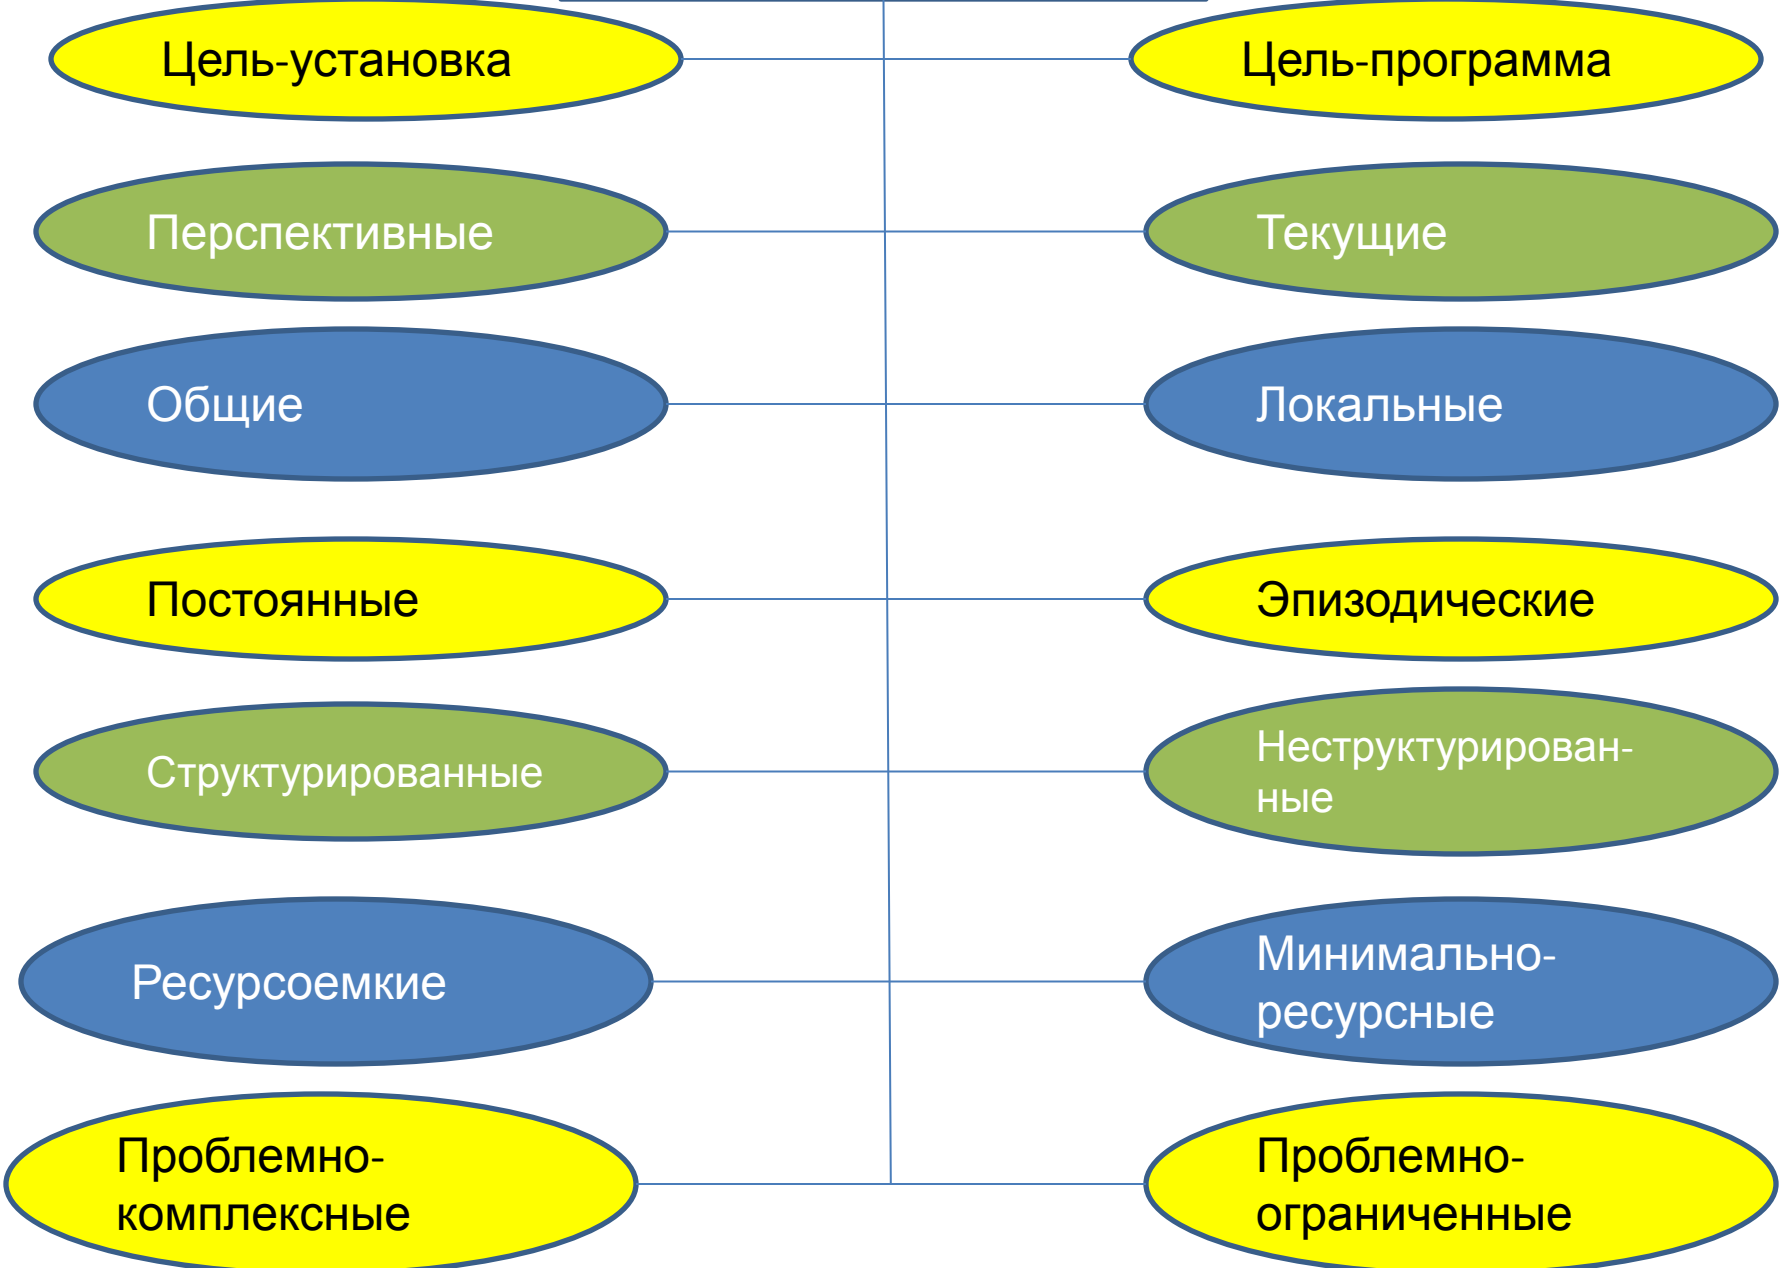 Цель-установка
Цель-программа
Перспективные
Текущие
Общие
Локальные
Постоянные
Эпизодические
Структурированные
Неструктурирован-
ные
Ресурсоемкие
Минимально-
ресурсные
Проблемно-
комплексные
Проблемно-
ограниченные